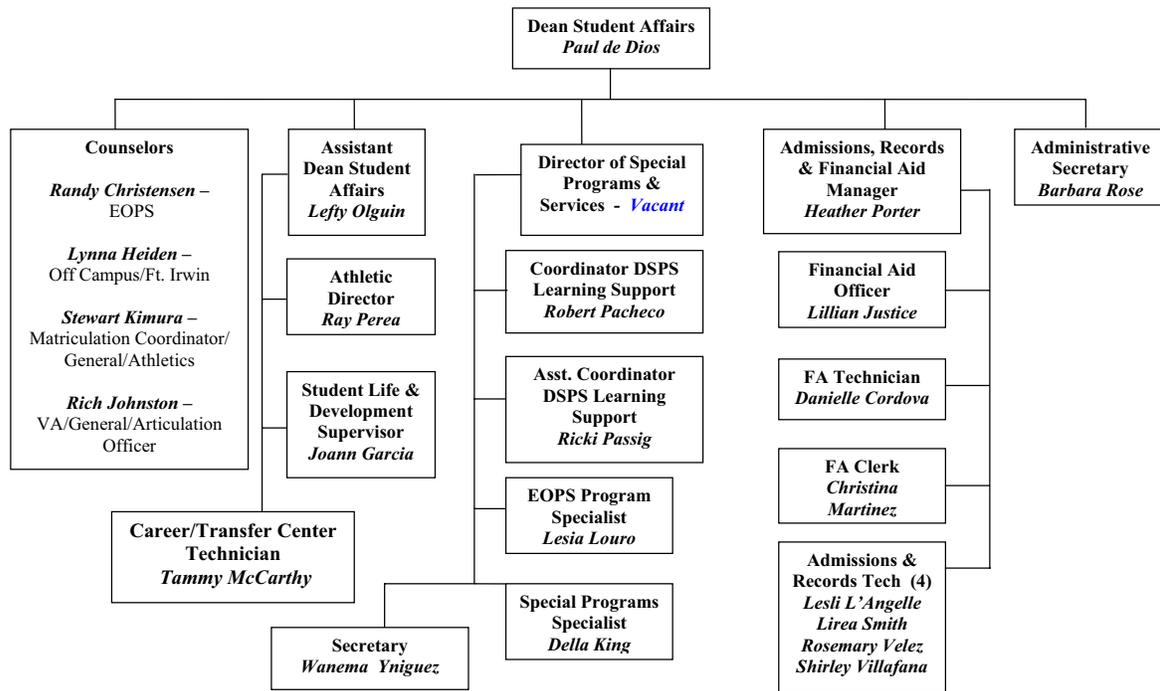 Dean Student Affairs
Paul de Dios
Counselors
Randy Christensen –
EOPS
Lynna Heiden –
Off Campus/Ft. Irwin
Stewart Kimura –
Matriculation Coordinator/
General/Athletics
Rich Johnston –
VA/General/Articulation
Officer
Assistant
Dean Student
Affairs
Lefty Olguin
Athletic
Director
Ray Perea
Student Life &
Development
Supervisor
Joann Garcia
Career/Transfer Center
Technician
Tammy McCarthy
Director of Special
Programs &
Services - Vacant
Coordinator DSPS
Learning Support
Robert Pacheco
Asst. Coordinator
DSPS Learning
Support
Ricki Passig
EOPS Program
Specialist
Lesia Louro
Special Programs
Specialist
Della King
Secretary
Wanema Yniguez
Admissions, Records
& Financial Aid
Manager
Heather Porter
Financial Aid
Officer
Lillian Justice
FA Technician
Danielle Cordova
FA Clerk
Christina
Martinez
Admissions &
Records Tech (4)
Lesli L’Angelle
Lirea Smith
Rosemary Velez
Shirley Villafana
Administrative
Secretary
Barbara Rose